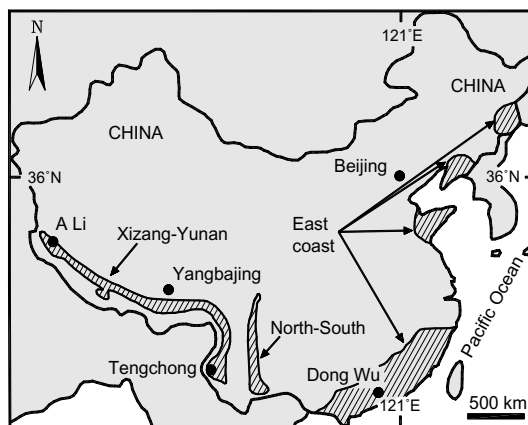 N
121˚E
CHINA
CHINA
Beijing
36˚N
36˚N
A Li
Xizang-Yunan
East
coast
Yangbajing
North-South
Pacific Ocean
Tengchong
Dong Wu
121˚E
500 km